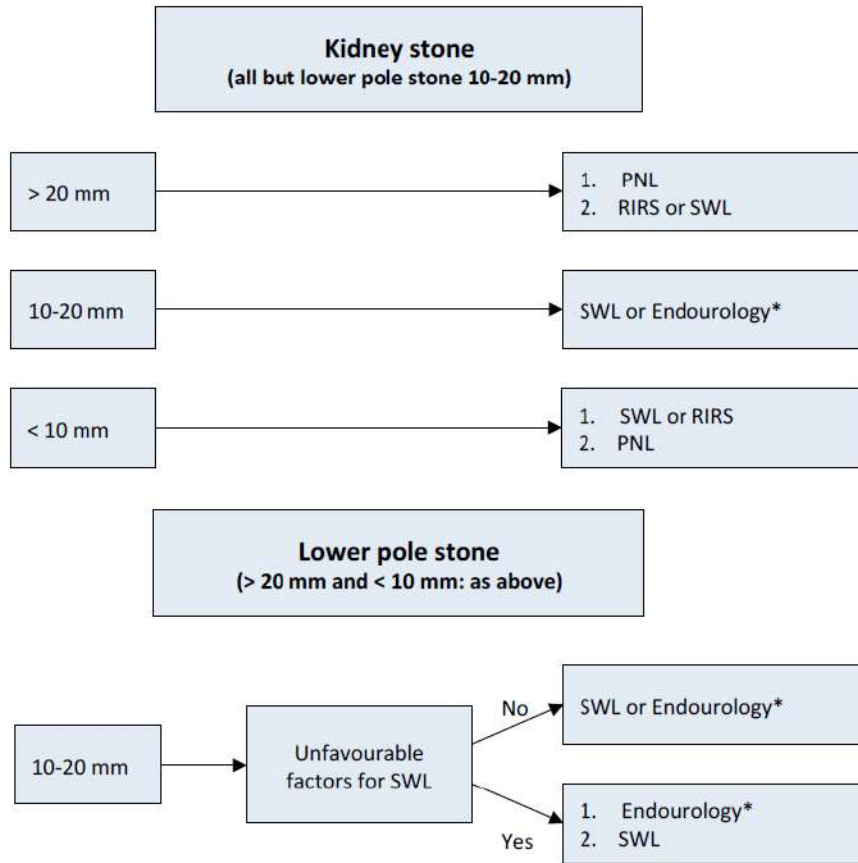 Kidney stone
(all but lower pole stone 10-20 mm)
> 20 mm
1. PNL
2. RIRS or SWL
10-20 mm
SWL or Endourology*
< 10 mm
1. SWL or RIRS
2. PNL
Lower pole stone
(> 20 mm and < 10 mm: as above)
10-20 mm
Unfavourable
factors for SWL
No
SWL or Endourology*
Yes
1. Endourology*
2. SWL